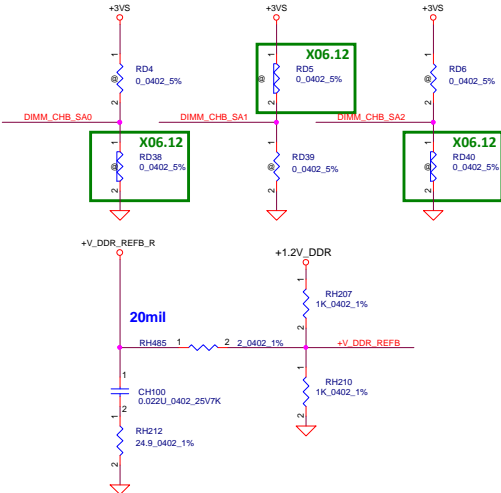 +3VS
+3VS
+3VS
1
RD4
@
0_0402_5%
2
X06.12
1
RD5
@
0_0402_5%
2
1
RD6
@
0_0402_5%
2
DIMM_CHB_SA0
DIMM_CHB_SA1
DIMM_CHB_SA2
X06.12
1
RD38
@
0_0402_5%
2
1
RD39
0_0402_5%
2
X06.12
1
RD40
@
0_0402_5%
2
+V_DDR_REFB_R
+1.2V_DDR
1
RH207
1K_0402_1%
2
20mil
RH485 1 2 2_0402_1%
+V_DDR_REFB
1
CH100
0.022U_0402_25V7K
2
1
RH210
1K_0402_1%
2
1
RH212
24.9_0402_1%
2